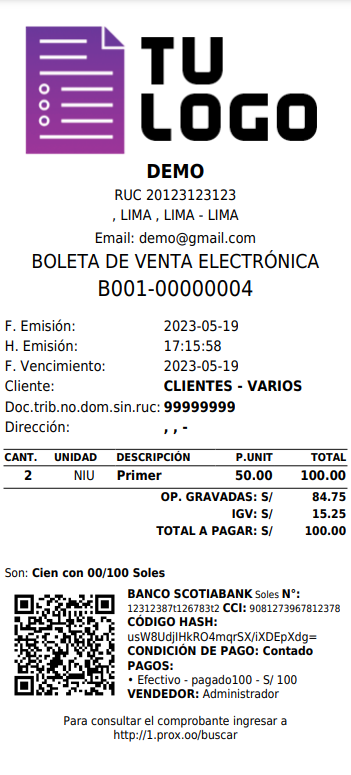 TU
LOGO
DEMO
RUC 20123123123
, LIMA , LIMA - LIMA
Email: demo@gmail.com
BOLETA DE VENTA ELECTRÓNICA
B001-00000004
F. Emisión: 2023-05-19
H. Emisión: 17:15:58
F. Vencimiento: 2023-05-19
Cliente: CLIENTES - VARIOS
Doc.trib.no.dom.sin.ruc: 99999999
Dirección: , , -
CANT. UNIDAD DESCRIPCIÓN P.UNIT TOTAL
2 NIU Primer 50.00 100.00
OP. GRAVADAS: S/ 84.75
IGV: S/ 15.25
TOTAL A PAGAR: S/ 100.00
Son: Cien con 00/100 Soles
BANCO SCOTIABANK Soles N°:
12312387t126783t2 CCI: 9081273967812378
CÓDIGO HASH:
usW8UdjIHkRO4mqrSX/iXDEpXdg=
CONDICIÓN DE PAGO: Contado
PAGOS:
• Efectivo - pagado100 - S/ 100
VENDEDOR: Administrador
Para consultar el comprobante ingresar a
http://1.prox.oo/buscar